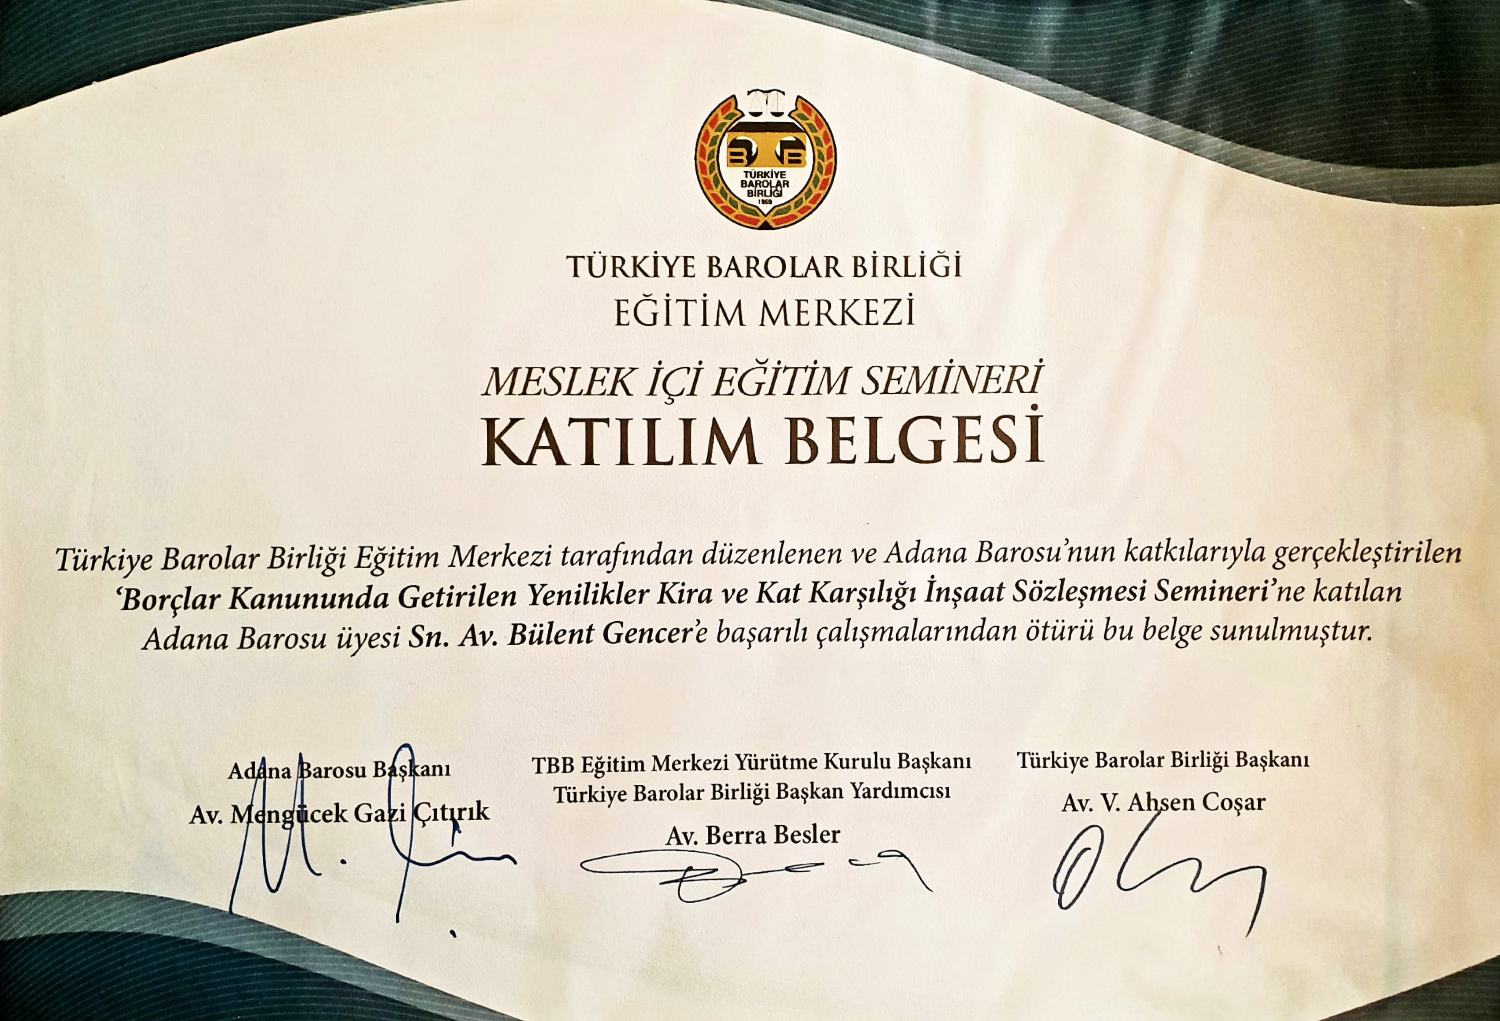 B T B
TÜRKİYE
BAROLAR
BİRLİĞİ
1969
TÜRKİYE BAROLAR BİRLİĞİ
EĞİTİM MERKEZİ
MESLEK İÇİ EĞİTİM SEMİNERİ
KATILIM BELGESİ
Türkiye Barolar Birliği Eğitim Merkezi tarafından düzenlenen ve Adana Barosu’nun katkılarıyla gerçekleştirilen
‘Borçlar Kanununda Getirilen Yenilikler Kira ve Kat Karşılığı İnşaat Sözleşmesi Semineri’ne katılan
Adana Barosu üyesi Sn. Av. Bülent Gencer’e başarılı çalışmalarından ötürü bu belge sunulmuştur.
Adana Barosu Başkanı
Av. Mengücek Gazi Çıtırık
TBB Eğitim Merkezi Yürütme Kurulu Başkanı
Türkiye Barolar Birliği Başkan Yardımcısı
Av. Berra Besler
Türkiye Barolar Birliği Başkanı
Av. V. Ahsen Coşar